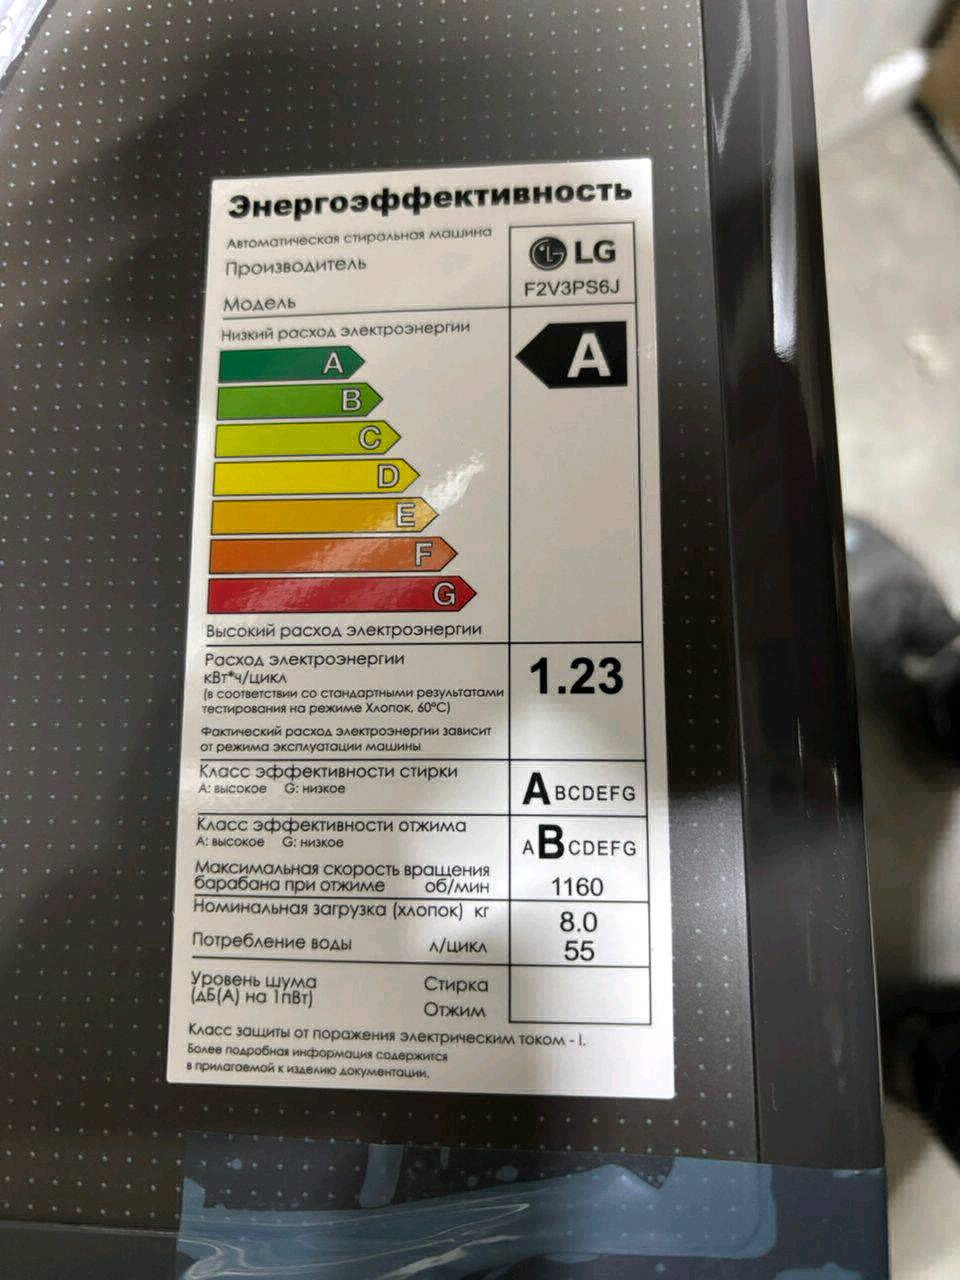 Энергоэффективность
Автоматическая стиральная машина
Производитель
LG
Модель
F2V3PS6J
Низкий расход электроэнергии
A
A
B
C
D
E
F
G
Высокий расход электроэнергии
Расход электроэнергии
кВт*ч/цикл
1.23
(в соответствии со стандартными результатами
тестирования на режиме Хлопок, 60°С)
Фактический расход электроэнергии зависит
от режима эксплуатации машины
Класс эффективности стирки
А: высокое G: низкое
A BCDEFG
Класс эффективности отжима
А: высокое G: низкое
A B CDEFG
Максимальная скорость вращения
барабана при отжиме об/мин
1160
Номинальная загрузка (хлопок) кг
8.0
Потребление воды л/цикл
55
Уровень шума Стирка
(дБ(А) на 1пВт)
Отжим
Класс защиты от поражения электрическим током - I.
Более подробная информация содержится
в прилагаемой к изделию документации.